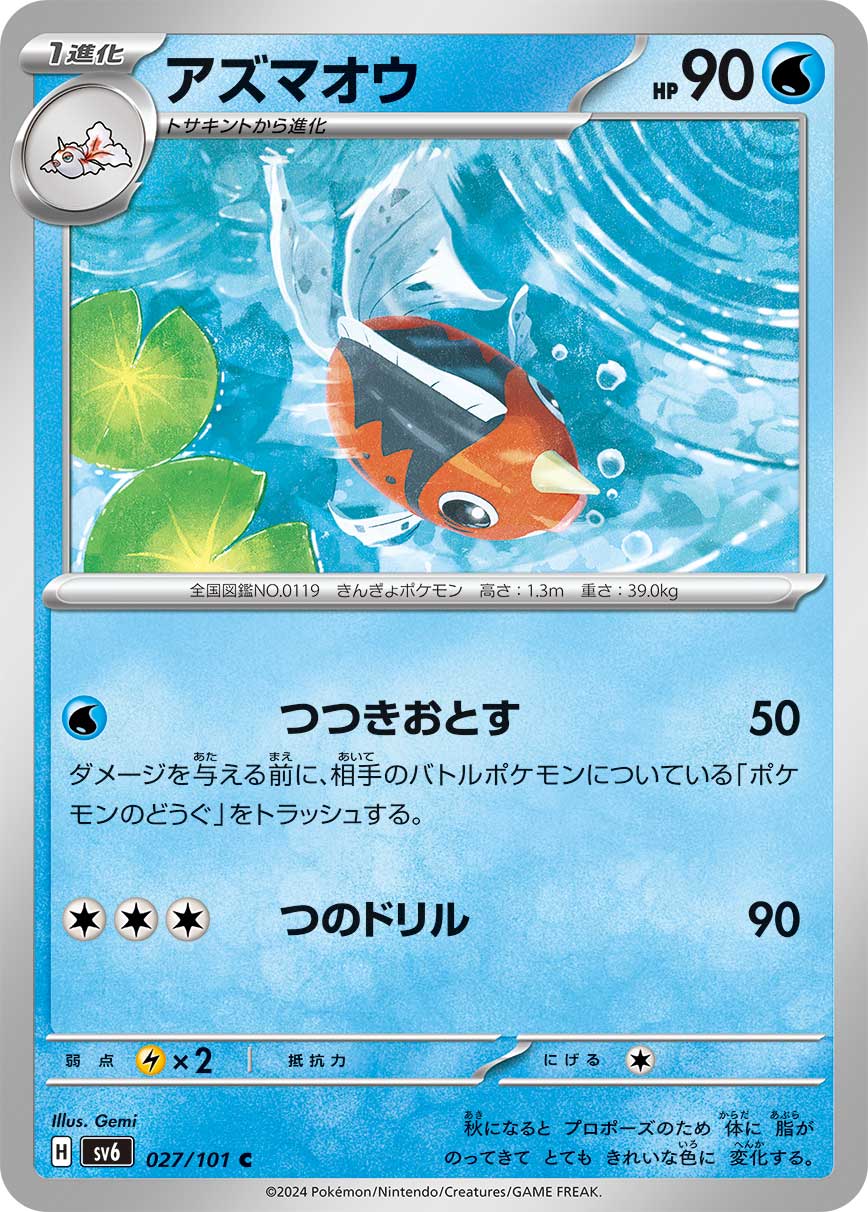 1進化
アズマオウ
HP 90
トサキントから進化
全国図鑑NO.0119 きんぎょポケモン 高さ：1.3m 重さ：39.0kg
つつきおとす 50
ダメージを与える前に、相手のバトルポケモンについている「ポケ
モンのどうぐ」をトラッシュする。
つのドリル 90
弱点 ×2 抵抗力 にげる
Illus. Gemi
秋になると プロポーズのため 体に 脂が
のってきて とても きれいな色に 変化する。
H sv6 027/101 C
©2024 Pokémon/Nintendo/Creatures/GAME FREAK.